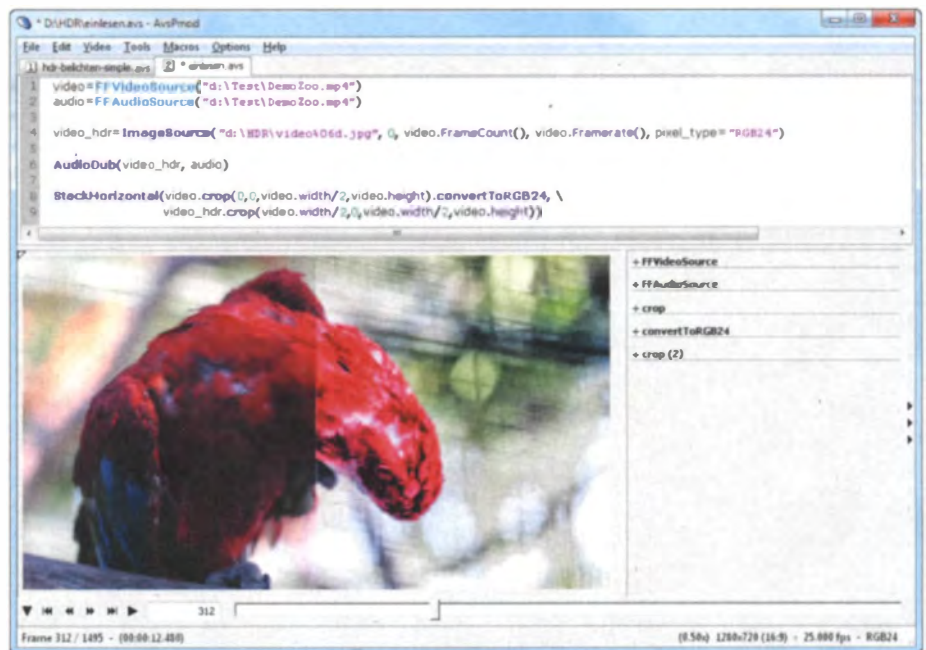 * D:\HDR\einlesen.avs - AvsPmod
File Edit Video Tools Macros Options Help
1) hdr-belichten-simple.avs 2) * einlesen.avs
1 video=FFVideoSource("d:\Test\DemoZoo.mp4")
2 audio=FFAudioSource("d:\Test\DemoZoo.mp4")
3
4 video_hdr=ImageSource("d:\HDR\video%06d.jpg", 0, video.FrameCount(), video.Framerate(), pixel_type="RGB24")
5
6 AudioDub(video_hdr, audio)
7
8 StackHorizontal(video.crop(0,0,video.width/2,video.height).convertToRGB24, \
9 video_hdr.crop(video.width/2,0,video.width/2,video.height))
+ FFVideoSource
+ FFAudioSource
+ crop
+ convertToRGB24
+ crop (2)
312
Frame 312 / 1495 - (00:00:12.480) (0.50x) 1280x720 (16:9) - 25.000 fps - RGB24